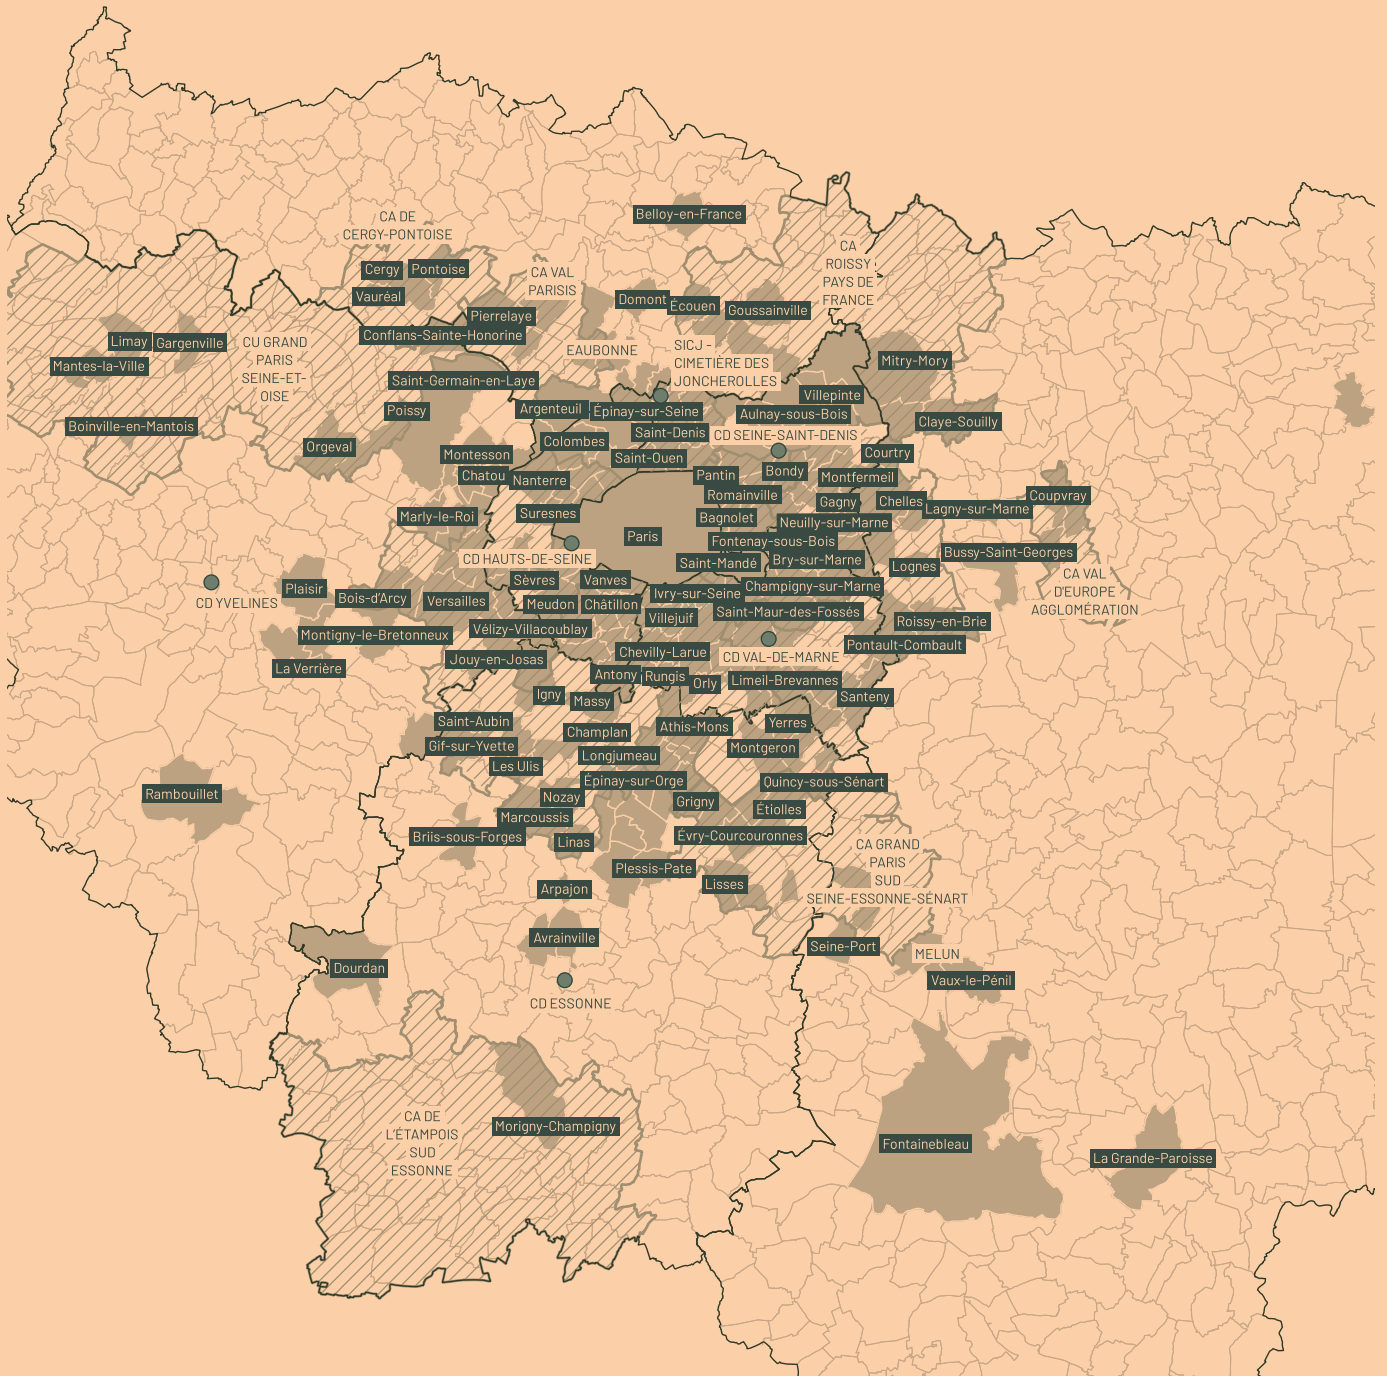 Belloy-en-France
CA DE
CERGY-PONTOISE
CA
ROISSY
PAYS DE
FRANCE
Cergy
Pontoise
Vauréal
CA VAL
PARISIS
Domont
Écouen
Goussainville
Pierrelaye
Conflans-Sainte-Honorine
Limay
Gargenville
Mantes-la-Ville
CU GRAND
PARIS
SEINE-ET-
OISE
EAUBONNE
SICJ -
CIMETIÈRE DES
JONCHEROLLES
Mitry-Mory
Saint-Germain-en-Laye
Villepinte
Poissy
Argenteuil
Épinay-sur-Seine
Aulnay-sous-Bois
Claye-Souilly
Boinville-en-Mantois
Saint-Denis
CD SEINE-SAINT-DENIS
Orgeval
Colombes
Montesson
Saint-Ouen
Courtry
Chatou
Nanterre
Pantin
Bondy
Montfermeil
Romainville
Gagny
Chelles
Coupvray
Lagny-sur-Marne
Marly-le-Roi
Suresnes
Bagnolet
Neuilly-sur-Marne
Paris
Fontenay-sous-Bois
CD HAUTS-DE-SEINE
Saint-Mandé
Bry-sur-Marne
Bussy-Saint-Georges
Lognes
CA VAL
D'EUROPE
AGGLOMÉRATION
Plaisir
CD YVELINES
Bois-d'Arcy
Versailles
Sèvres
Vanves
Ivry-sur-Seine
Champigny-sur-Marne
Meudon
Châtillon
Villejuif
Saint-Maur-des-Fossés
Roissy-en-Brie
Montigny-le-Bretonneux
Vélizy-Villacoublay
La Verrière
Jouy-en-Josas
Chevilly-Larue
CD VAL-DE-MARNE
Pontault-Combault
Antony
Rungis
Orly
Limeil-Brevannes
Igny
Massy
Santeny
Saint-Aubin
Champlan
Athis-Mons
Yerres
Gif-sur-Yvette
Longjumeau
Montgeron
Les Ulis
Épinay-sur-Orge
Quincy-sous-Sénart
Rambouillet
Nozay
Grigny
Étiolles
Marcoussis
Briis-sous-Forges
Linas
Évry-Courcouronnes
CA GRAND
PARIS
SUD
SEINE-ESSONNE-SÉNART
Plessis-Pate
Lisses
Arpajon
Avrainville
Seine-Port
MELUN
Dourdan
Vaux-le-Pénil
CD ESSONNE
CA DE
L'ÉTAMPOIS
SUD
ESSONNE
Morigny-Champigny
Fontainebleau
La Grande-Paroisse